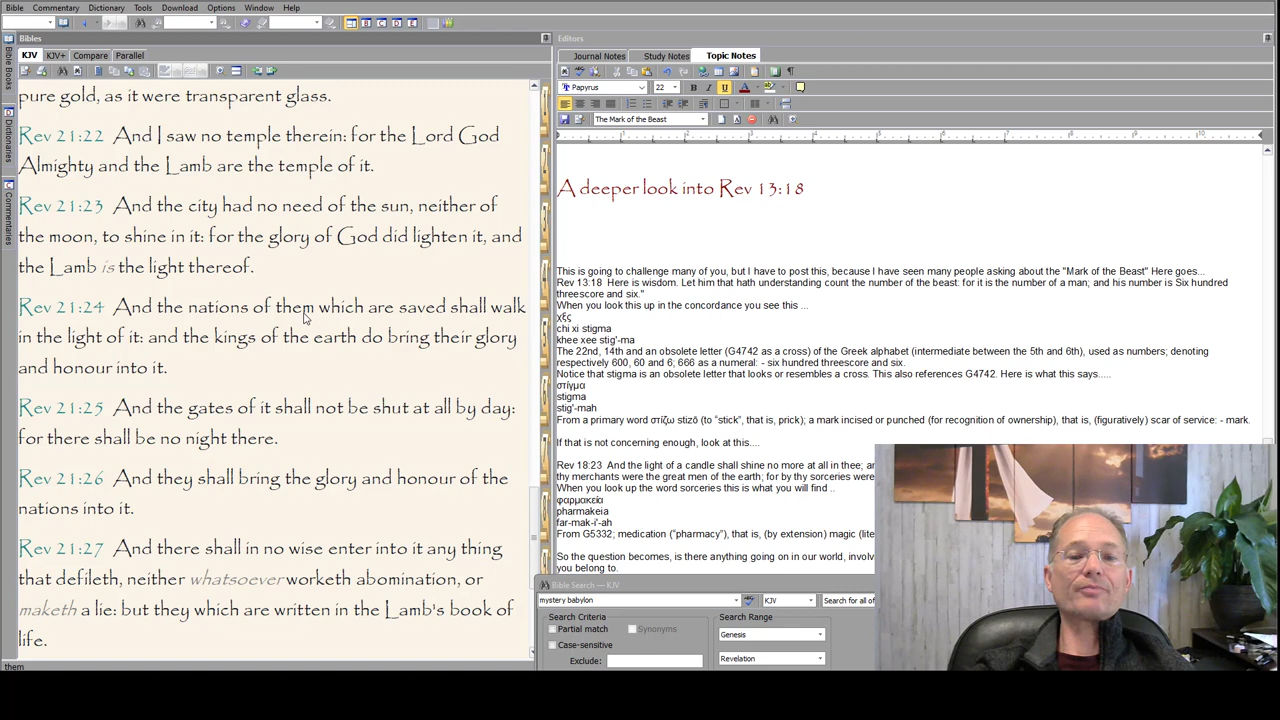 Bible Commentary Dictionary Tools Download Options Window Help
B C D E
Bibles
KJV KJV+ Compare Parallel
Bible Books
Dictionaries
Commentaries
pure gold, as it were transparent glass.
Rev 21:22 And I saw no temple therein: for the Lord God
Almighty and the Lamb are the temple of it.
Rev 21:23 And the city had no need of the sun, neither of
the moon, to shine in it: for the glory of God did lighten it, and
the Lamb is the light thereof.
Rev 21:24 And the nations of them which are saved shall walk
in the light of it: and the kings of the earth do bring their glory
and honour into it.
Rev 21:25 And the gates of it shall not be shut at all by day:
for there shall be no night there.
Rev 21:26 And they shall bring the glory and honour of the
nations into it.
Rev 21:27 And there shall in no wise enter into it any thing
that defileth, neither whatsoever worketh abomination, or
maketh a lie: but they which are written in the Lamb's book of
life.
them
Editors
Journal Notes Study Notes Topic Notes
Papyrus 22 B I U A
The Mark of the Beast
1 2 3 4 5 6 7 8 9 10
A deeper look into Rev 13:18
This is going to challenge many of you, but I have to post this, because I have seen many people asking about the "Mark of the Beast" Here goes...
Rev 13:18 Here is wisdom. Let him that hath understanding count the number of the beast: for it is the number of a man; and his number is Six hundred
threescore and six."
When you look this up in the concordance you see this ...
χξς
chi xi stigma
khee xee stig'-ma
The 22nd, 14th and an obsolete letter (G4742 as a cross) of the Greek alphabet (intermediate between the 5th and 6th), used as numbers; denoting
respectively 600, 60 and 6; 666 as a numeral: - six hundred threescore and six.
Notice that stigma is an obsolete letter that looks or resembles a cross. This also references G4742. Here is what this says.....
στίγμα
stigma
stig'-mah
From a primary word στίζω stizō (to "stick", that is, prick); a mark incised or punched (for recognition of ownership), that is, (figuratively) scar of service: - mark.
If that is not concerning enough, look at this....
Rev 18:23 And the light of a candle shall shine no more at all in thee;
thy merchants were the great men of the earth; for by thy sorceries were
When you look up the word sorceries this is what you will find ..
φαρμακεία
pharmakeia
far-mak-i'-ah
From G5332; medication ("pharmacy"), that is, (by extension) magic
So the question becomes, is there anything going on in our world,
you belong to.
Bible Search — KJV
mystery babylon KJV Search for all of
Search Criteria Search Range
Partial match Synonyms Genesis
Case-sensitive
Exclude: Revelation